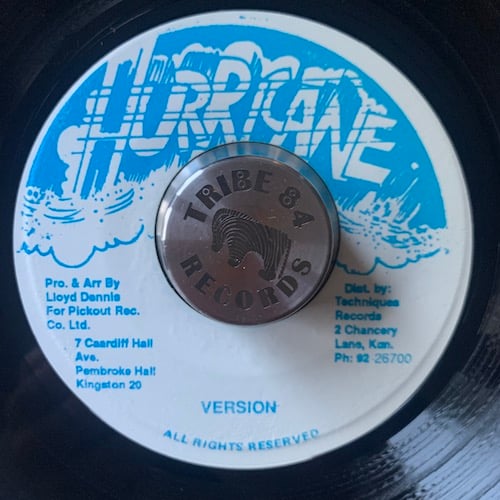 HURRICANE
TRIBE 84
RECORDS
Pro. & Arr By
Lloyd Dennis
For Pickout Rec.
Co. Ltd.
7 Caardiff Hall
Ave.
Pembroke Hall
Kingston 20
Dist. by:
Techniques
Records
2 Chancery
Lane, Kgn.
Ph: 92-26700
VERSION
ALL RIGHTS RESERVED